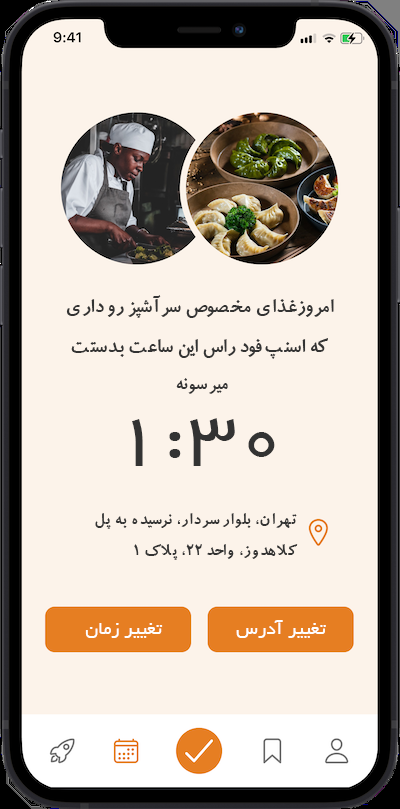 9:41
امروز غذای مخصوص سرآشپز رو داری
که اسنپ فود راس این ساعت بدستت
میرسونه
۱:۳۰
تهران، بلوار سردار، نرسیده به پل
کلاهدوز، واحد ۲۲، پلاک ۱
تغییر آدرس
تغییر زمان